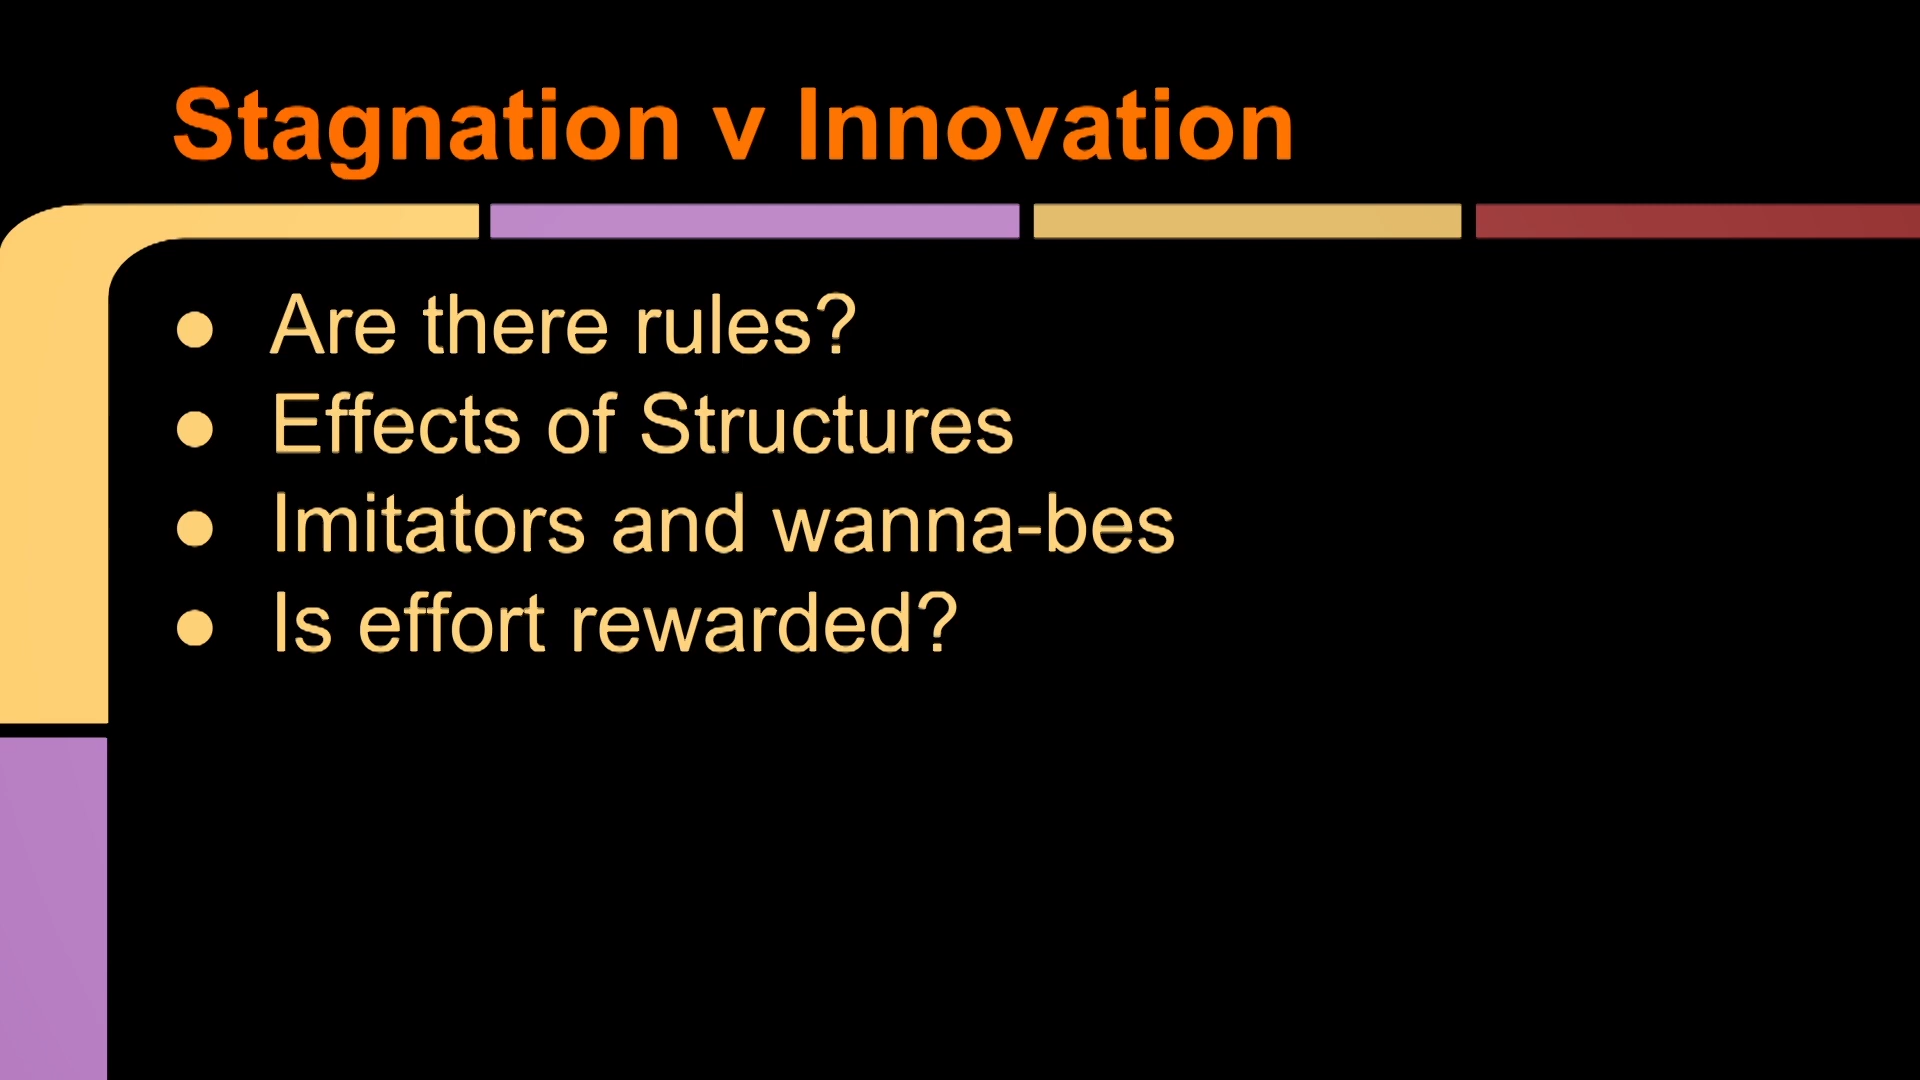 Stagnation v Innovation
● Are there rules?
● Effects of Structures
● Imitators and wanna-bes
● Is effort rewarded?